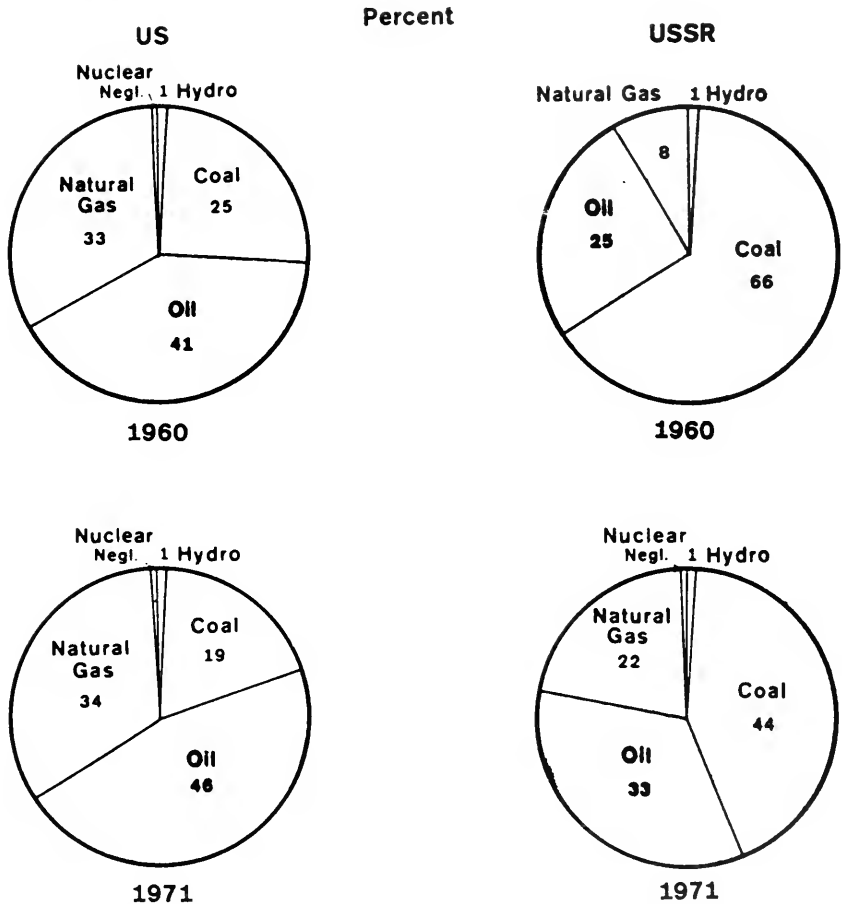 Percent
US
Nuclear
Negl. 1 Hydro
Natural
Gas
33
Coal
25
Oil
41
1960
USSR
Natural Gas 1 Hydro
8
Oil
25
Coal
66
1960
Nuclear
Negl. 1 Hydro
Natural
Gas
34
Coal
19
Oil
46
1971
Nuclear
Negl. 1 Hydro
Natural
Gas
22
Coal
44
Oil
33
1971